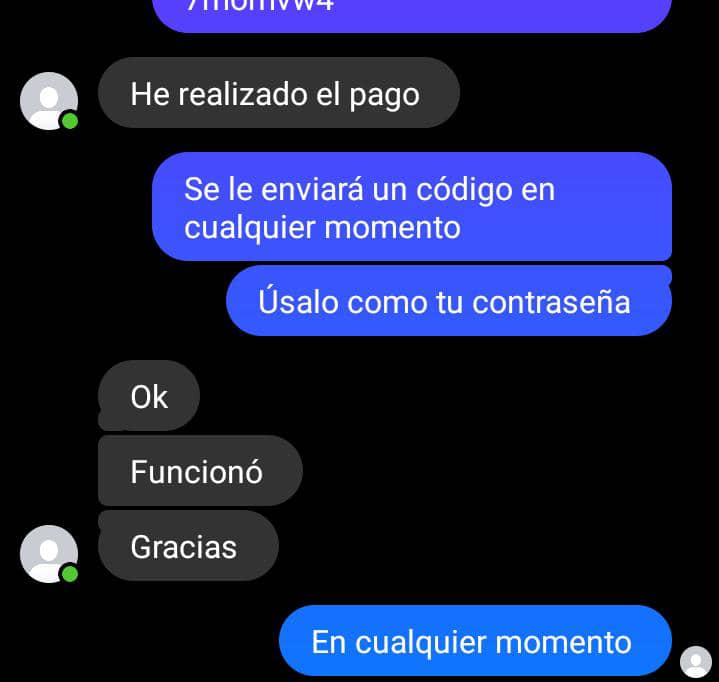 He realizado el pago
Se le enviará un código en
cualquier momento
Úsalo como tu contraseña
Ok
Funcionó
Gracias
En cualquier momento